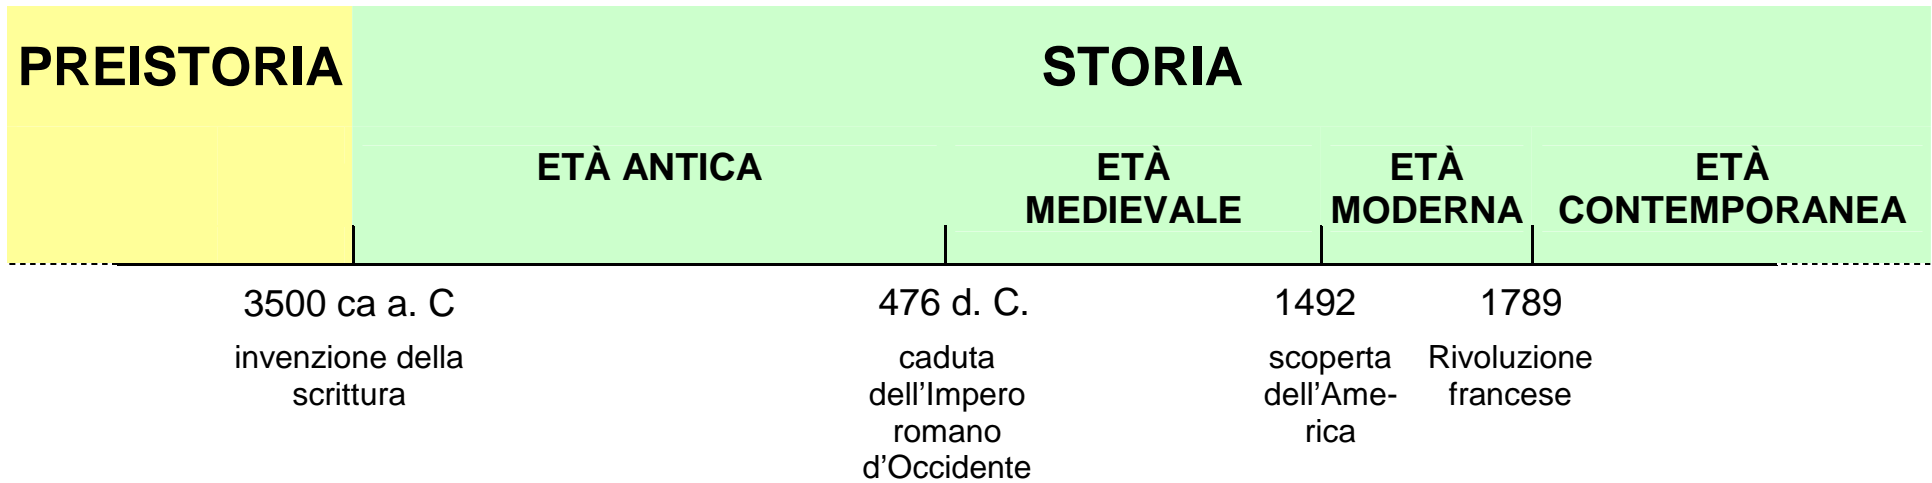 PREISTORIA
STORIA
ETÀ ANTICA
ETÀ
MEDIEVALE
ETÀ
MODERNA
ETÀ
CONTEMPORANEA
3500 ca a. C
invenzione della
scrittura
476 d. C.
caduta
dell’Impero
romano
d’Occidente
1492
scoperta
dell’Ame-
rica
1789
Rivoluzione
francese